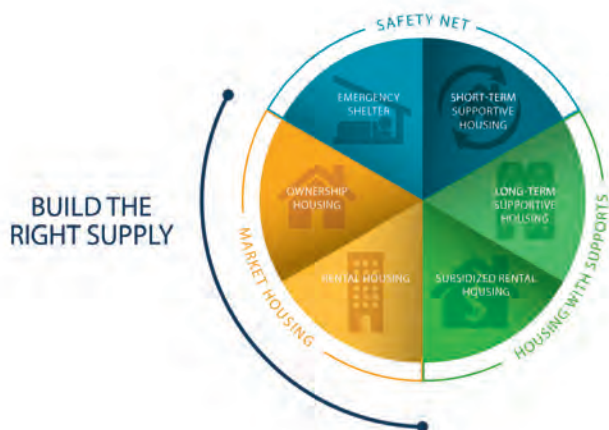 SAFETY NET
EMERGENCY
SHELTER
SHORT-TERM
SUPPORTIVE
HOUSING
OWNERSHIP
HOUSING
LONG-TERM
SUPPORTIVE
HOUSING
BUILD THE
RIGHT SUPPLY
RENTAL HOUSING
SUBSIDIZED RENTAL
HOUSING
$
MARKET HOUSING
HOUSING WITH SUPPORTS